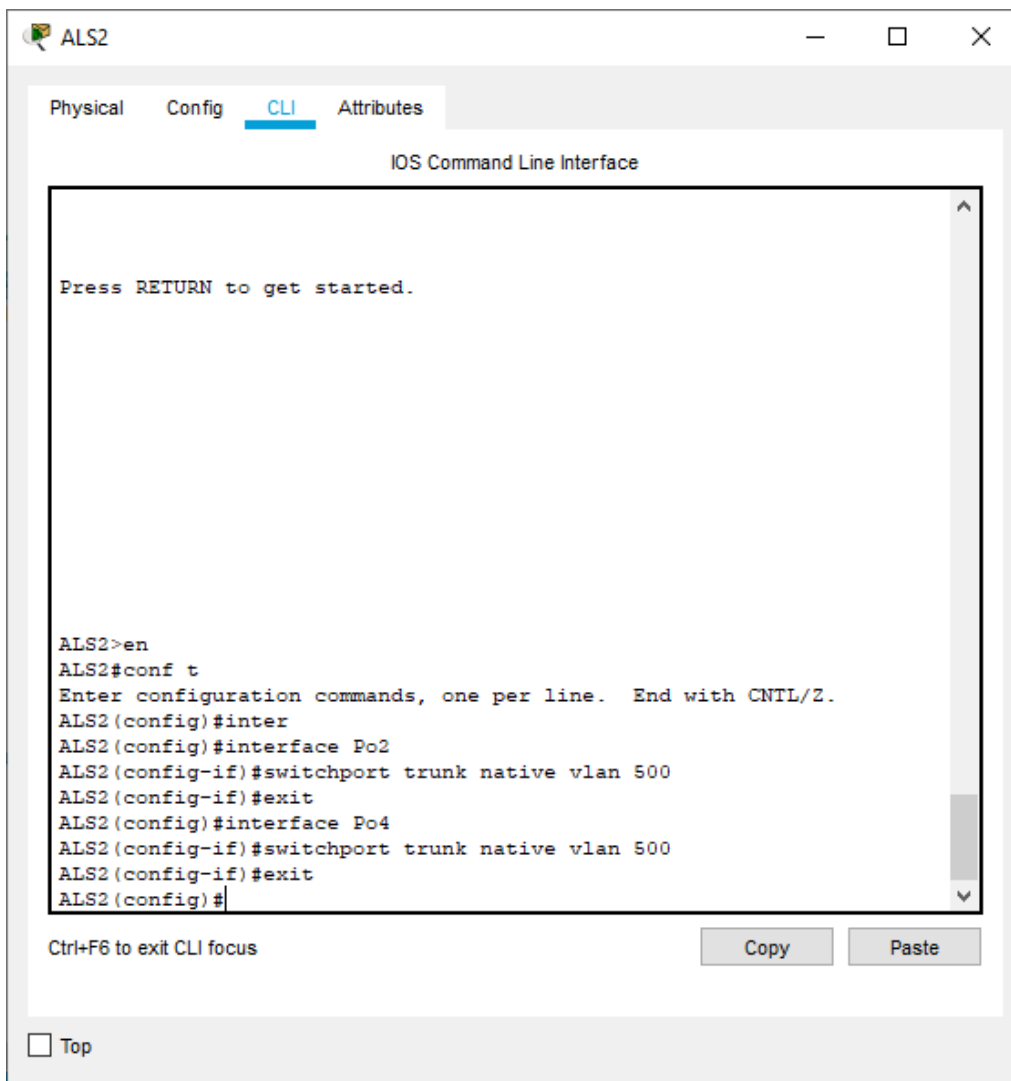 ALS2
Physical Config CLI Attributes
IOS Command Line Interface
Press RETURN to get started.
ALS2>en
ALS2#conf t
Enter configuration commands, one per line.  End with CNTL/Z.
ALS2(config)#inter
ALS2(config)#interface Po2
ALS2(config-if)#switchport trunk native vlan 500
ALS2(config-if)#exit
ALS2(config)#interface Po4
ALS2(config-if)#switchport trunk native vlan 500
ALS2(config-if)#exit
ALS2(config)#
Ctrl+F6 to exit CLI focus
Copy Paste
Top